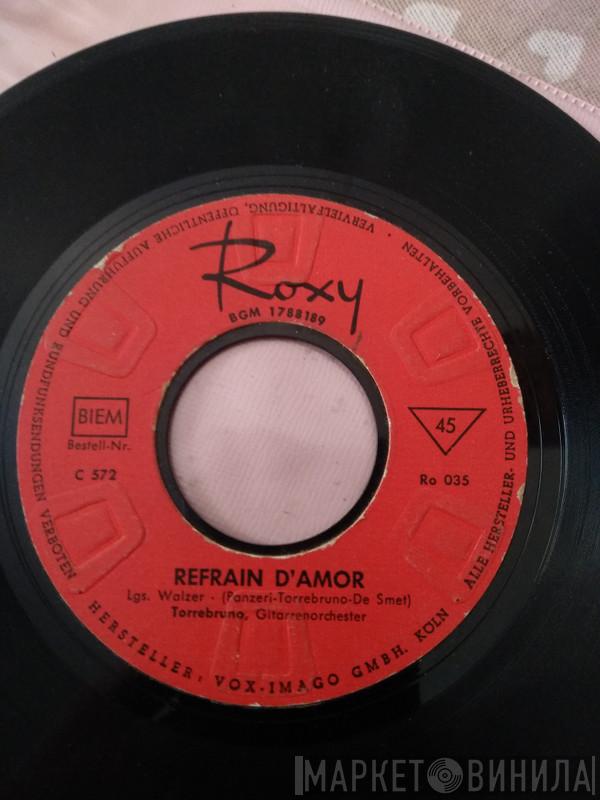 Roxy
BGM 1788189
BIEM
Bestell-Nr.
C 572
45
Ro 035
REFRAIN D'AMOR
Lgs. Walzer - (Panzeri-Torrebruno-De Smet)
Torrebruno, Gitarrenorchester
HERSTELLER: VOX-IMAGO GMBH. KÖLN · ALLE HERSTELLER- UND URHEBERRECHTE VORBEHALTEN · VERVIELFÄLTIGUNG, ÖFFENTLICHE AUFFÜHRUNG UND RUNDFUNKSENDUNGEN VERBOTEN
МАРКЕТ ВИНИЛА